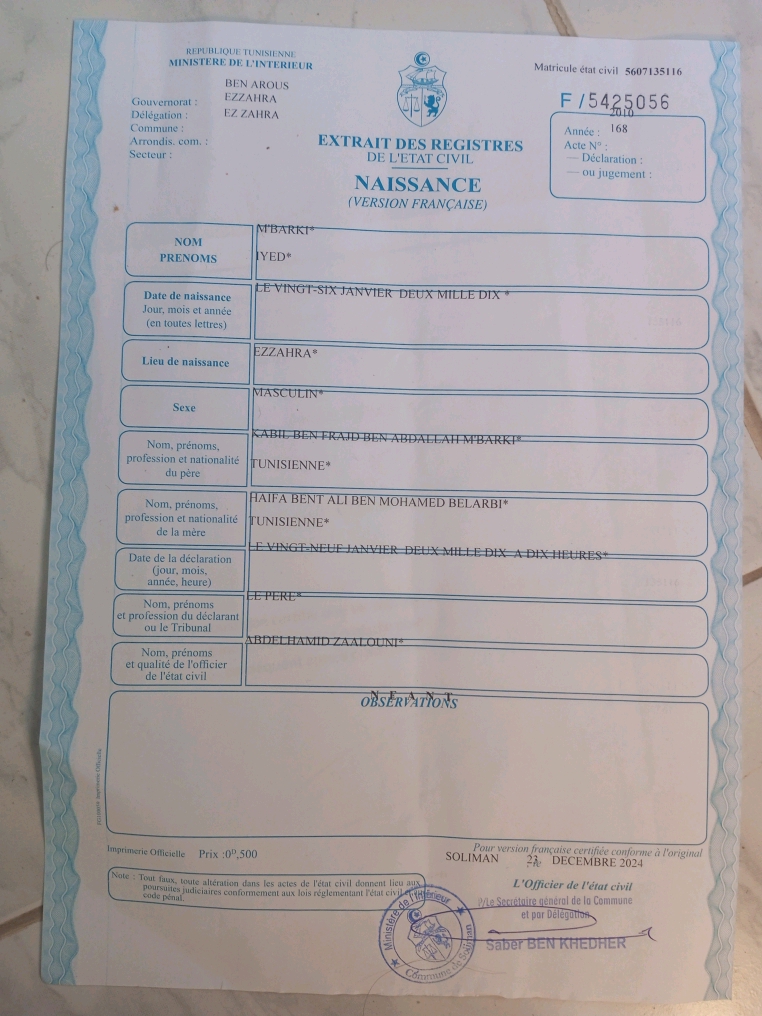 REPUBLIQUE TUNISIENNE
MINISTERE DE L'INTERIEUR
Matricule état civil 5607135116
Gouvernorat : BEN AROUS
Délégation : EZZAHRA
Commune : EZ ZAHRA
Arrondis. com. :
Secteur :
F / 5425056
Année : 2010
Acte N° : 168
— Déclaration :
— ou jugement :
EXTRAIT DES REGISTRES
DE L'ETAT CIVIL
NAISSANCE
(VERSION FRANÇAISE)
NOM M'BARKI*
PRENOMS IYED*
Date de naissance
Jour, mois et année
(en toutes lettres)
LE VINGT-SIX JANVIER DEUX MILLE DIX *
Lieu de naissance
EZZAHRA*
Sexe
MASCULIN*
Nom, prénoms,
profession et nationalité
du père
KABIL BEN FRAJD BEN ABDALLAH M'BARKI*
TUNISIENNE*
Nom, prénoms,
profession et nationalité
de la mère
HAIFA BENT ALI BEN MOHAMED BELARBI*
TUNISIENNE*
Date de la déclaration
(jour, mois,
année, heure)
LE VINGT-NEUF JANVIER DEUX MILLE DIX A DIX HEURES*
Nom, prénoms
et profession du déclarant
ou le Tribunal
LE PERE*
Nom, prénoms
et qualité de l'officier
de l'état civil
ABDELHAMID ZAALOUNI*
NEANT
OBSERVATIONS
Imprimerie Officielle Prix :0ᴰ,500
Pour version française certifiée conforme à l'original
SOLIMAN 23 DECEMBRE 2024
Note : Tout faux, toute altération dans les actes de l'état civil donnent lieu aux
poursuites judiciaires conformement aux lois réglementant l'état civil
code pénal.
L'Officier de l'état civil
P/Le Secrétaire général de la Commune
et par Délégation
Saber BEN KHEDHER
Ministère de l'Intérieur
Commune de Soliman